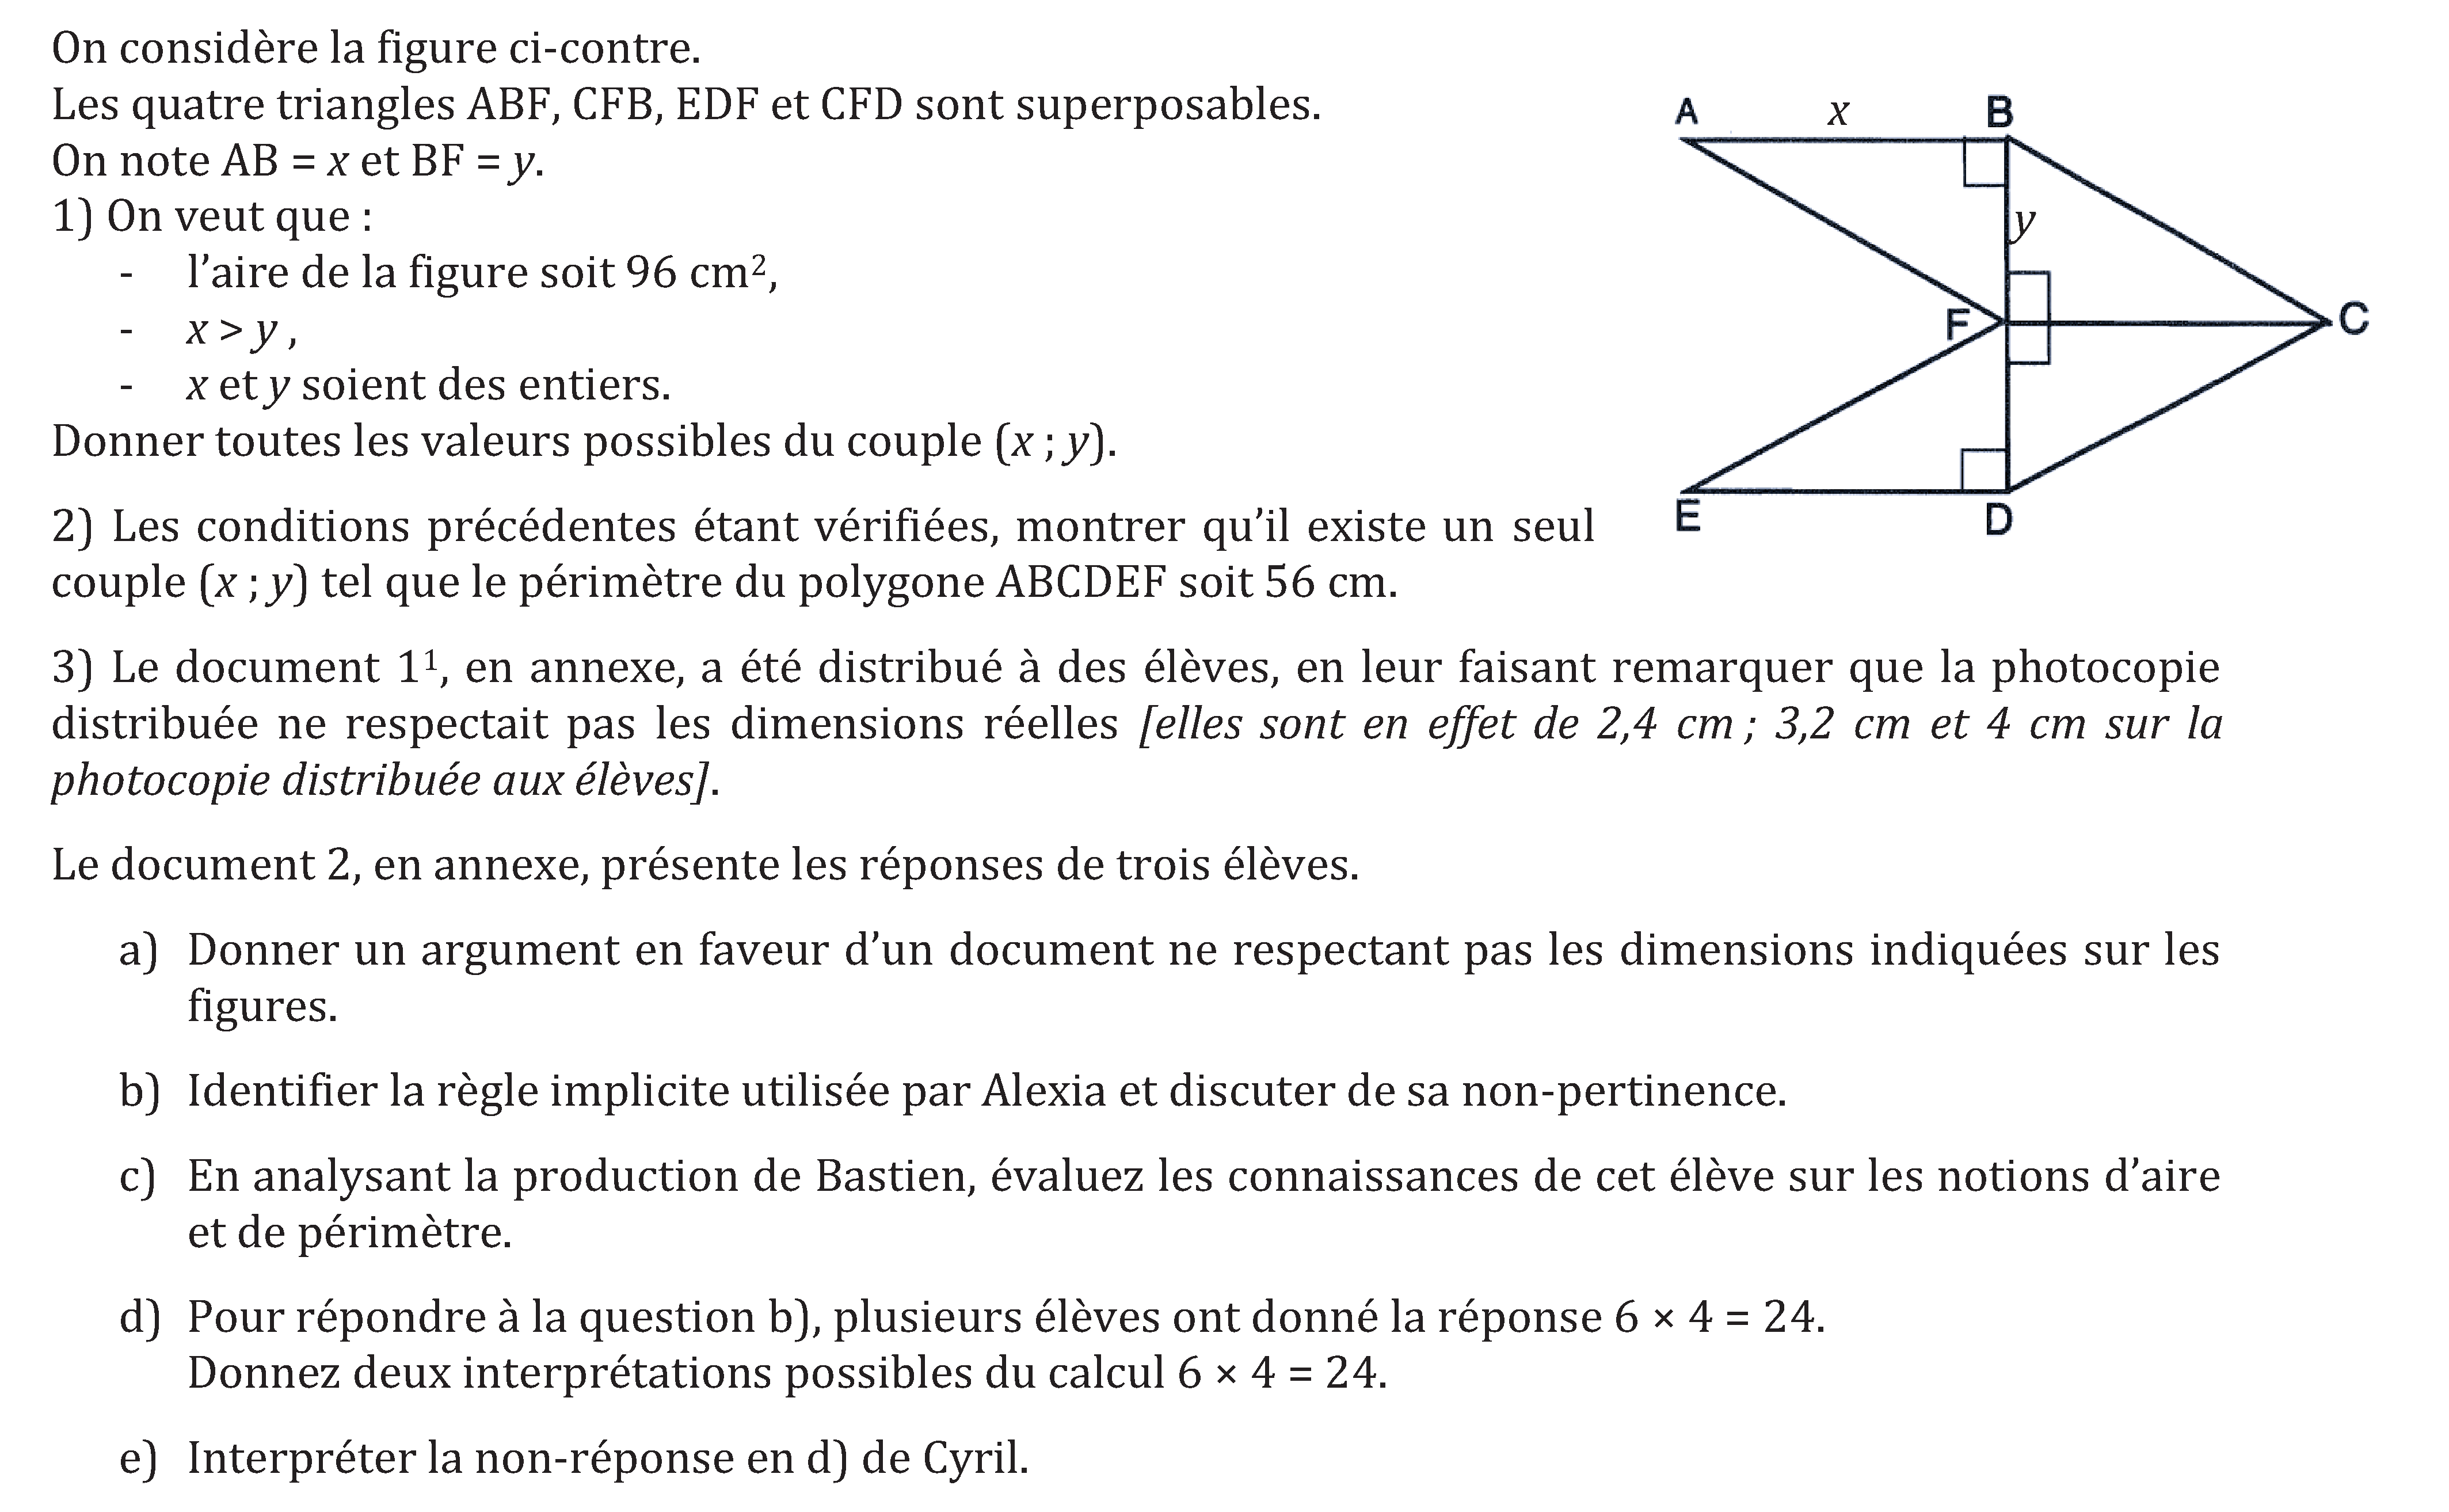 On considère la figure ci-contre.
Les quatre triangles ABF, CFB, EDF et CFD sont superposables.
On note AB = x et BF = y.
1) On veut que :
- l’aire de la figure soit 96 cm²,
- x > y ,
- x et y soient des entiers.
Donner toutes les valeurs possibles du couple (x ; y).
A x B
y
F C
E D
2) Les conditions précédentes étant vérifiées, montrer qu’il existe un seul
couple (x ; y) tel que le périmètre du polygone ABCDEF soit 56 cm.
3) Le document 1¹, en annexe, a été distribué à des élèves, en leur faisant remarquer que la photocopie
distribuée ne respectait pas les dimensions réelles [elles sont en effet de 2,4 cm ; 3,2 cm et 4 cm sur la
photocopie distribuée aux élèves].
Le document 2, en annexe, présente les réponses de trois élèves.
a) Donner un argument en faveur d’un document ne respectant pas les dimensions indiquées sur les
figures.
b) Identifier la règle implicite utilisée par Alexia et discuter de sa non-pertinence.
c) En analysant la production de Bastien, évaluez les connaissances de cet élève sur les notions d’aire
et de périmètre.
d) Pour répondre à la question b), plusieurs élèves ont donné la réponse 6 × 4 = 24.
Donnez deux interprétations possibles du calcul 6 × 4 = 24.
e) Interpréter la non-réponse en d) de Cyril.